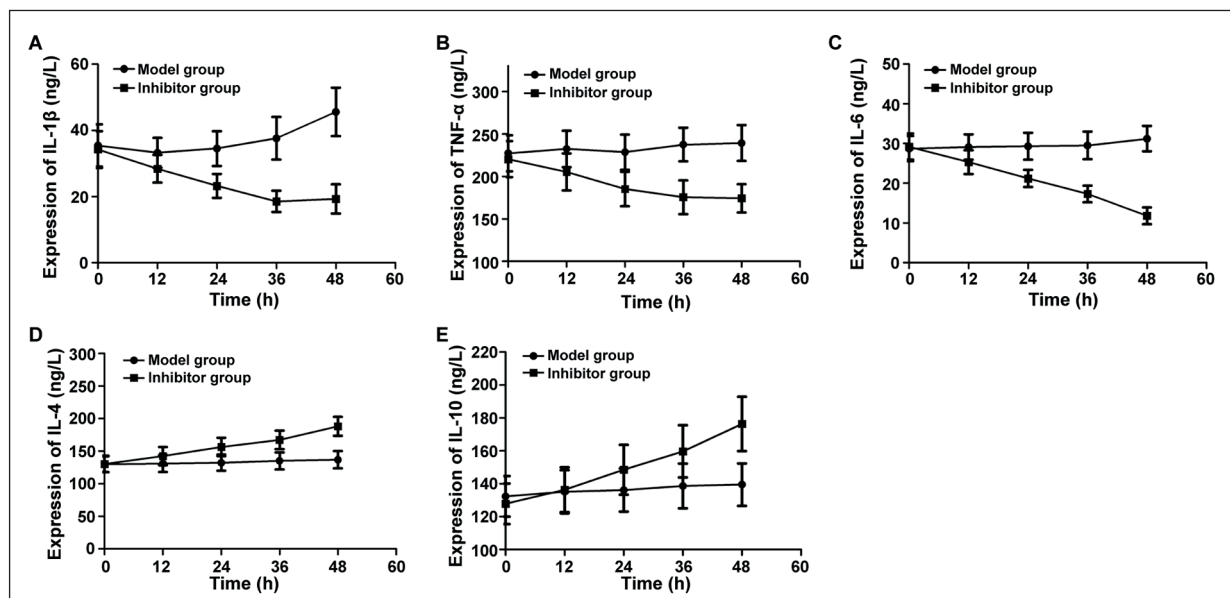 A
Expression of IL-1β (ng/L)
60
40
20
0
Model group
Inhibitor group
0 12 24 36 48 60
Time (h)
B
Expression of TNF-α (ng/L)
300
250
200
150
100
Model group
Inhibitor group
0 12 24 36 48 60
Time (h)
C
Expression of IL-6 (ng/L)
50
40
30
20
10
0
Model group
Inhibitor group
0 12 24 36 48 60
Time (h)
D
Expression of IL-4 (ng/L)
300
250
200
150
100
50
0
Model group
Inhibitor group
0 12 24 36 48 60
Time (h)
E
Expression of IL-10 (ng/L)
220
200
180
160
140
120
100
Model group
Inhibitor group
0 12 24 36 48 60
Time (h)